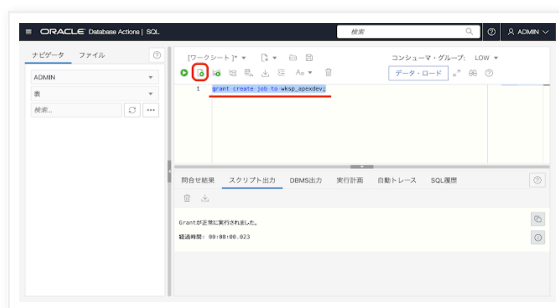 ORACLE Database Actions | SQL
検索
ADMIN
ナビゲータ ファイル
ADMIN
表
検索...
[ワークシート]*
コンシューマ・グループ: LOW
Aa
データ・ロード
1 grant create job to wksp_apexdev;
問合せ結果 スクリプト出力 DBMS出力 実行計画 自動トレース SQL履歴
Grantが正常に実行されました。
経過時間: 00:00:00.023